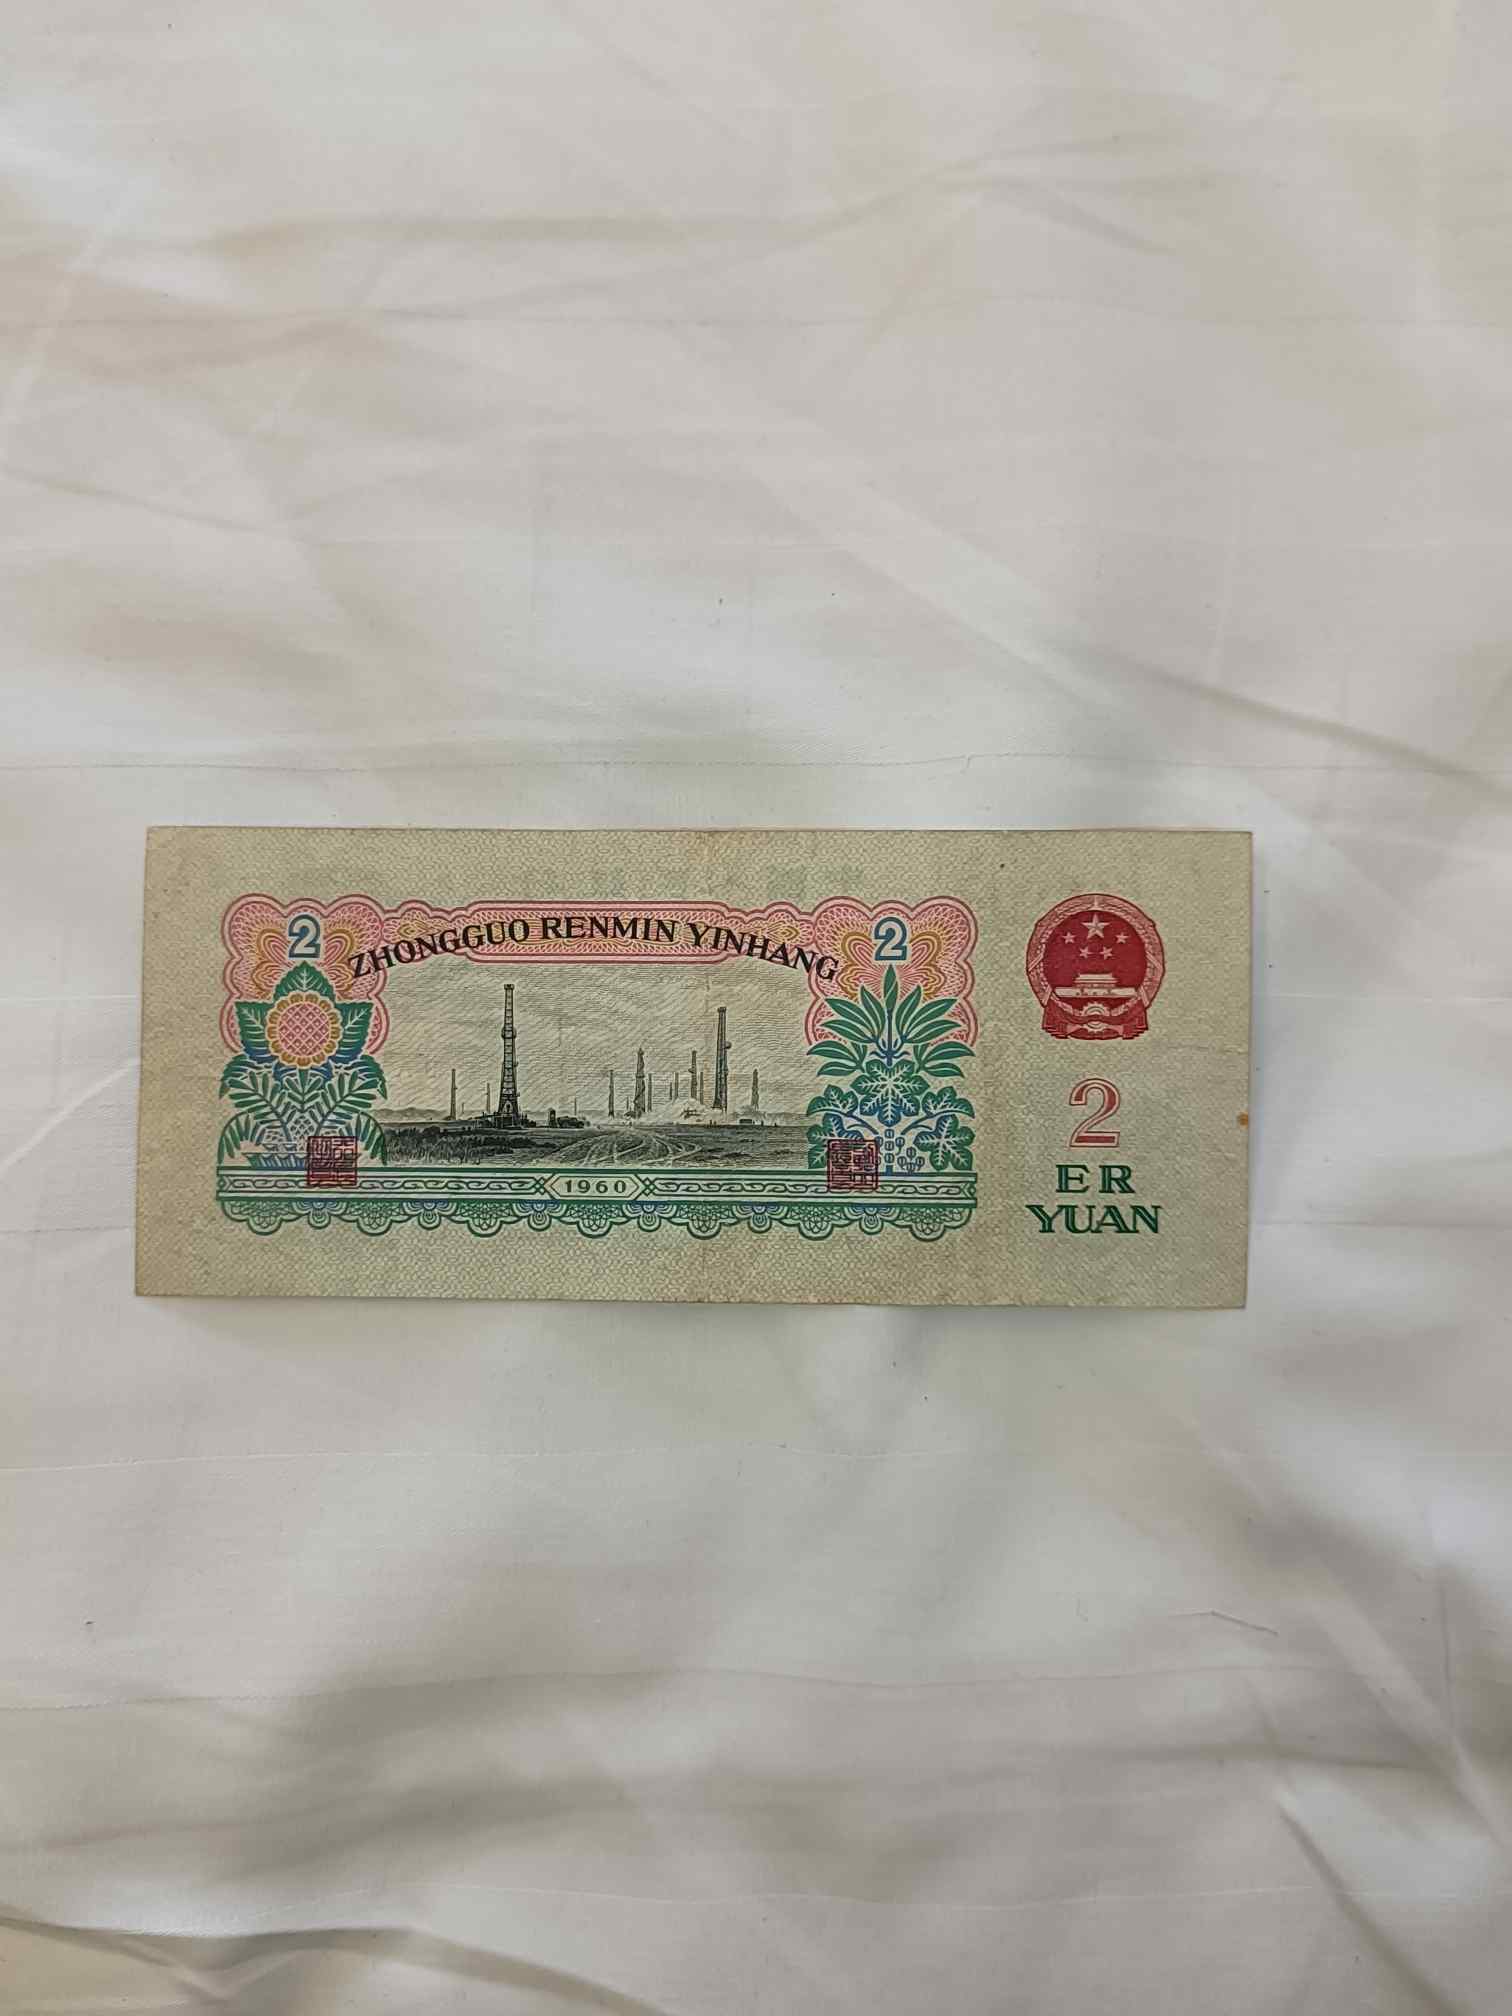 2
ZHONGGUO RENMIN YINHANG
2
1960
2
ER
YUAN